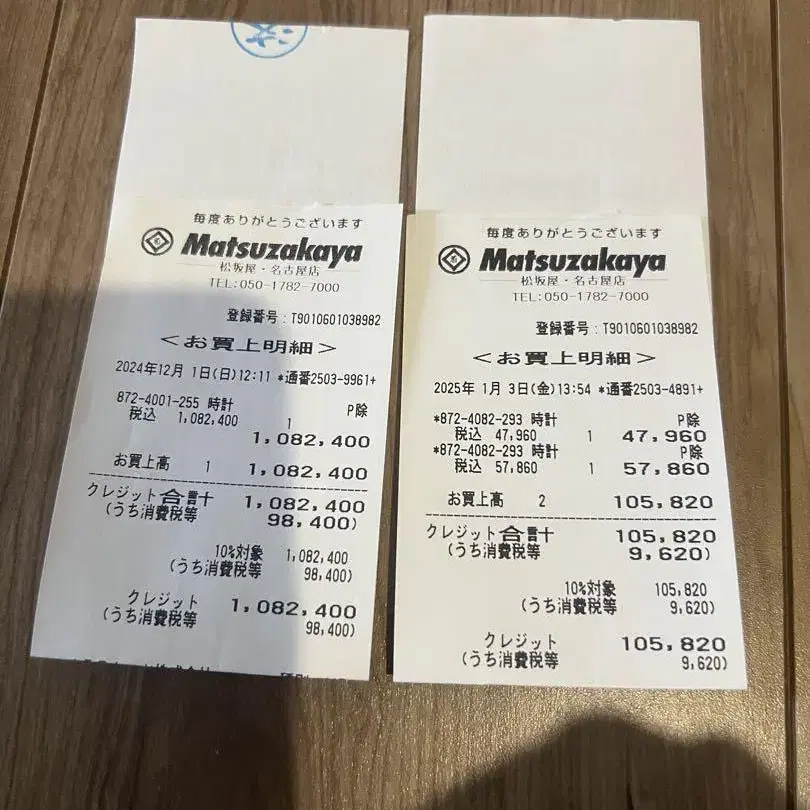 毎度ありがとうございます
Matsuzakaya
松坂屋・名古屋店
TEL:050-1782-7000
登録番号:T9010601038982
<お買上明細>
2024年12月 1日(日)12:11 *通番2503-9961+
872-4001-255 時計 P除
税込 1,082,400 1
1,082,400
お買上高 1 1,082,400
クレジット合計 1,082,400
(うち消費税等 98,400)
10%対象 1,082,400
(うち消費税等 98,400)
クレジット 1,082,400
(うち消費税等 98,400)
毎度ありがとうございます
Matsuzakaya
松坂屋・名古屋店
TEL:050-1782-7000
登録番号:T9010601038982
<お買上明細>
2025年 1月 3日(金)13:54 *通番2503-4891+
*872-4082-293 時計 P除
税込 47,960 1 47,960
*872-4082-293 時計 P除
税込 57,860 1 57,860
お買上高 2 105,820
クレジット合計 105,820
(うち消費税等 9,620)
10%対象 105,820
(うち消費税等 9,620)
クレジット 105,820
(うち消費税等 9,620)